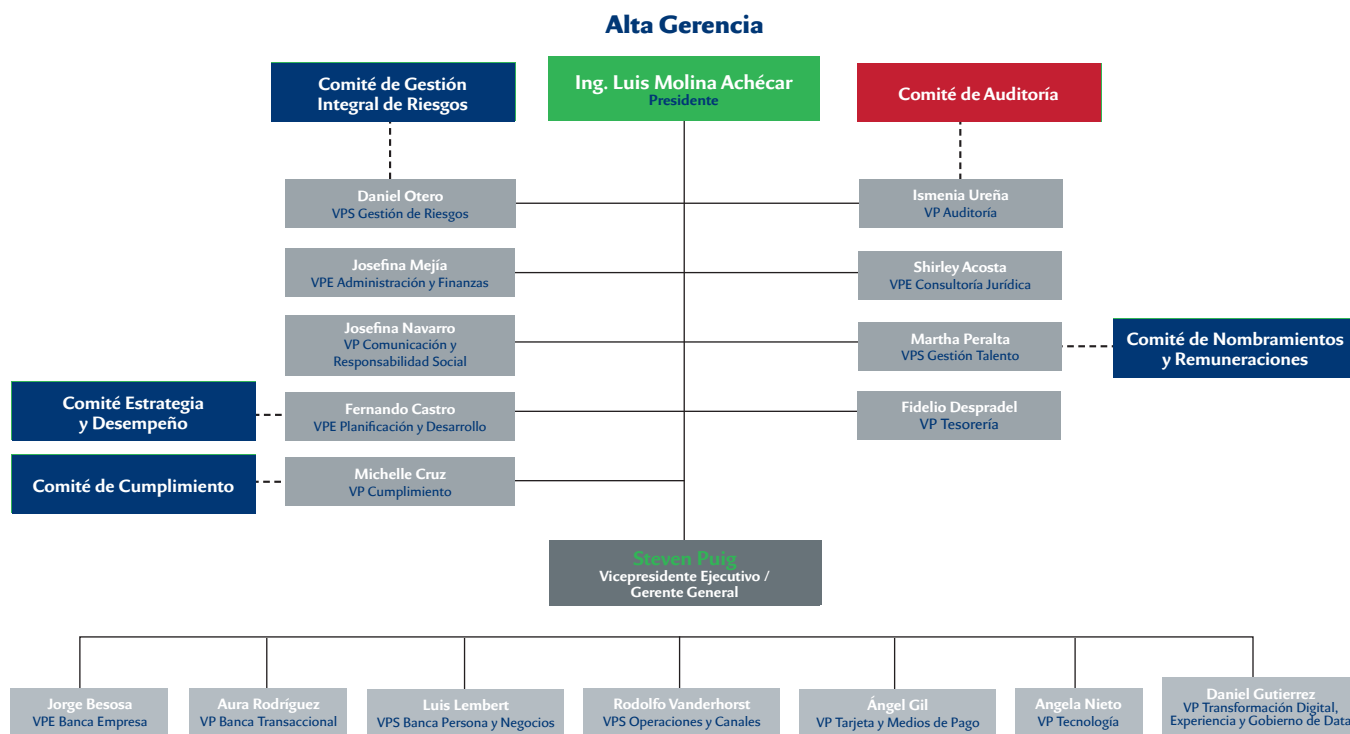 Alta Gerencia
Comité de Gestión
Integral de Riesgos
Ing. Luis Molina Achécar
Presidente
Comité de Auditoría
Daniel Otero
VPS Gestión de Riesgos
Ismenia Ureña
VP Auditoría
Josefina Mejía
VPE Administración y Finanzas
Shirley Acosta
VPE Consultoría Jurídica
Josefina Navarro
VP Comunicación y
Responsabilidad Social
Martha Peralta
VPS Gestión Talento
Comité de Nombramientos
y Remuneraciones
Comité Estrategia
y Desempeño
Fernando Castro
VPE Planificación y Desarrollo
Fidelio Despradel
VP Tesorería
Comité de Cumplimiento
Michelle Cruz
VP Cumplimiento
Steven Puig
Vicepresidente Ejecutivo /
Gerente General
Jorge Besosa
VPE Banca Empresa
Aura Rodríguez
VP Banca Transaccional
Luis Lembert
VPS Banca Persona y Negocios
Rodolfo Vanderhorst
VPS Operaciones y Canales
Ángel Gil
VP Tarjeta y Medios de Pago
Angela Nieto
VP Tecnología
Daniel Gutierrez
VP Transformación Digital,
Experiencia y Gobierno de Data